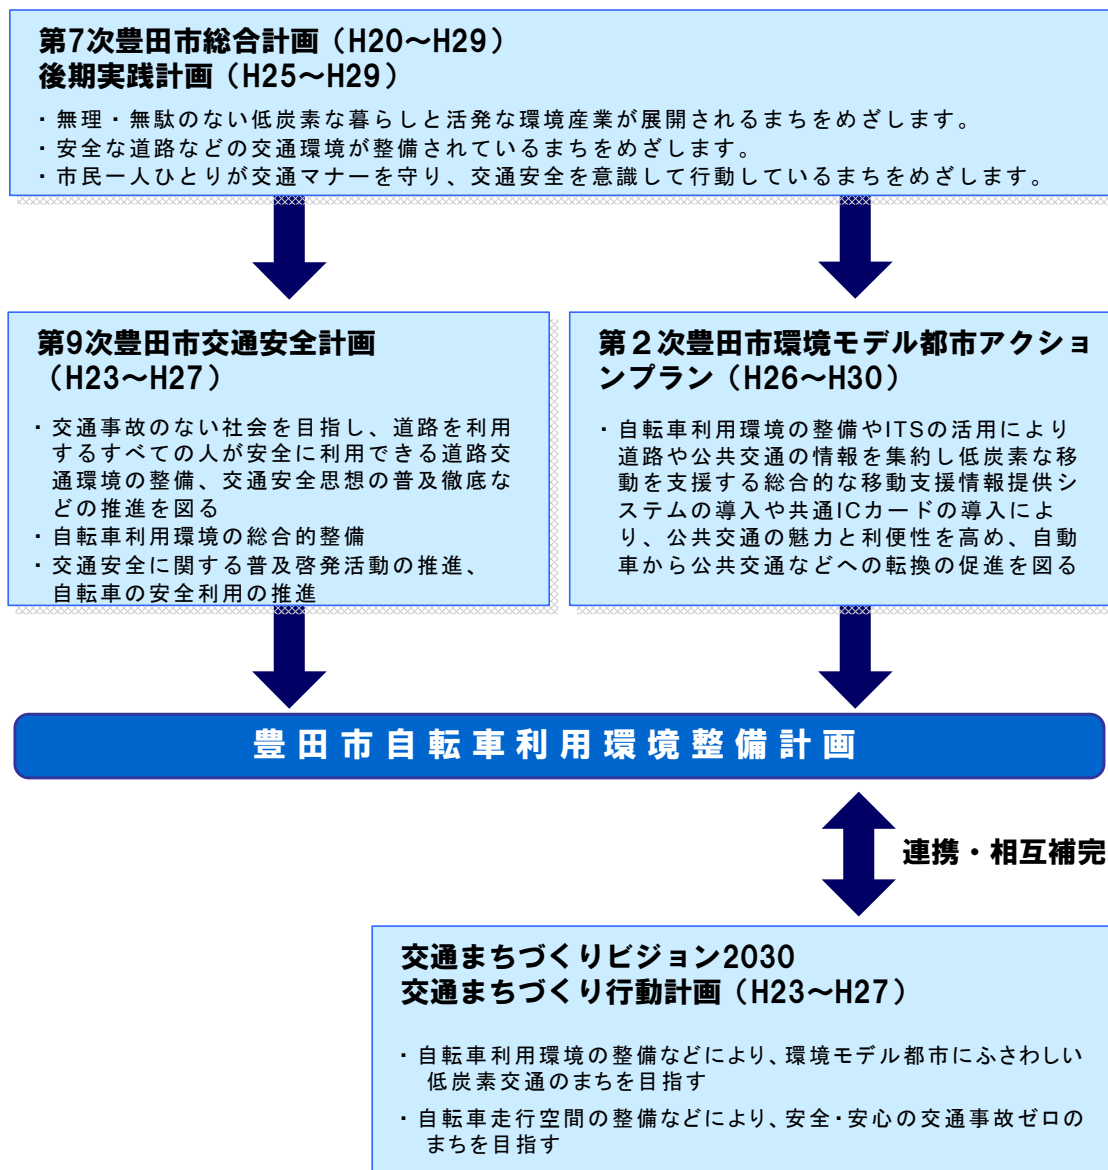 第7次豊田市総合計画（H20～H29）
後期実践計画（H25～H29）
・無理・無駄のない低炭素な暮らしと活発な環境産業が展開されるまちをめざします。
・安全な道路などの交通環境が整備されているまちをめざします。
・市民一人ひとりが交通マナーを守り、交通安全を意識して行動しているまちをめざします。
第9次豊田市交通安全計画
（H23～H27）
・交通事故のない社会を目指し、道路を利用
するすべての人が安全に利用できる道路交
通環境の整備、交通安全思想の普及徹底な
どの推進を図る
・自転車利用環境の総合的整備
・交通安全に関する普及啓発活動の推進、
自転車の安全利用の推進
第２次豊田市環境モデル都市アクショ
ンプラン（H26～H30）
・自転車利用環境の整備やITSの活用により
道路や公共交通の情報を集約し低炭素な移
動を支援する総合的な移動支援情報提供シ
ステムの導入や共通ICカードの導入によ
り、公共交通の魅力と利便性を高め、自動
車から公共交通などへの転換の促進を図る
豊田市自転車利用環境整備計画
連携・相互補完
交通まちづくりビジョン2030
交通まちづくり行動計画（H23～H27）
・自転車利用環境の整備などにより、環境モデル都市にふさわしい
低炭素交通のまちを目指す
・自転車走行空間の整備などにより、安全・安心の交通事故ゼロの
まちを目指す